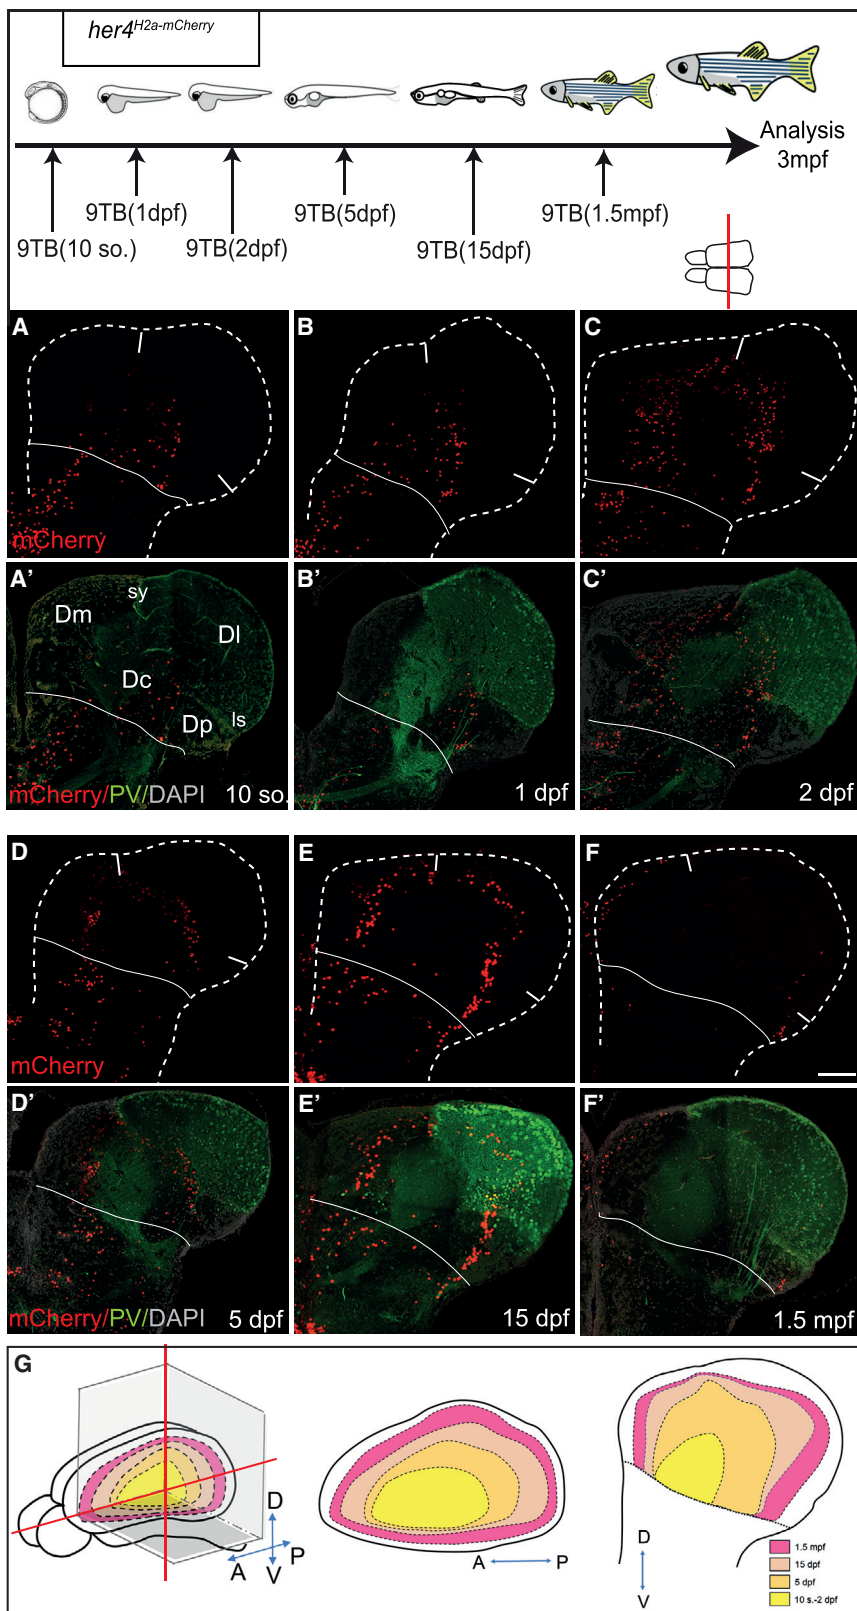 her4H2a-mCherry
Analysis
3mpf
9TB(1dpf)
9TB(5dpf)
9TB(1.5mpf)
9TB(10 so.)
9TB(2dpf)
9TB(15dpf)
A
B
C
mCherry
A'
B'
C'
sy
Dm
Dl
Dc
Dp
ls
mCherry/PV/DAPI
10 so.
1 dpf
2 dpf
D
E
F
mCherry
D'
E'
F'
mCherry/PV/DAPI
5 dpf
15 dpf
1.5 mpf
G
D
P
A
V
A
P
D
V
1.5 mpf
15 dpf
5 dpf
10 s.-2 dpf